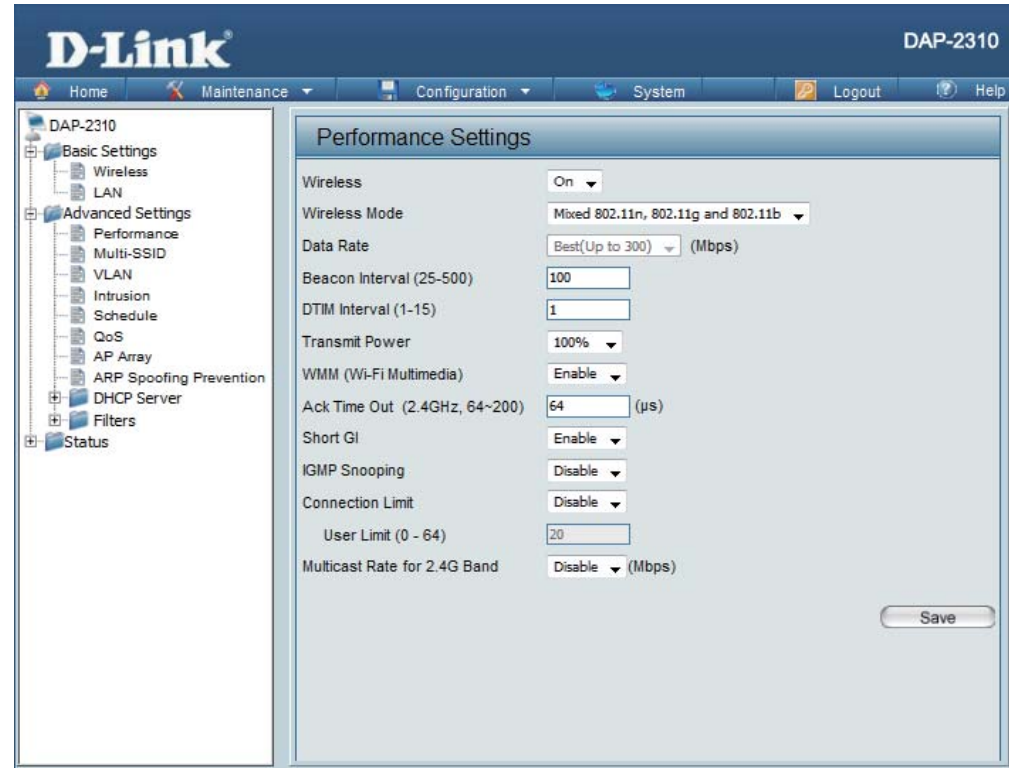 D-Link®
DAP-2310
Home Maintenance Configuration System Logout Help
DAP-2310
Basic Settings
Wireless
LAN
Advanced Settings
Performance
Multi-SSID
VLAN
Intrusion
Schedule
QoS
AP Array
ARP Spoofing Prevention
DHCP Server
Filters
Status
Performance Settings
Wireless On
Wireless Mode Mixed 802.11n, 802.11g and 802.11b
Data Rate Best(Up to 300) (Mbps)
Beacon Interval (25-500) 100
DTIM Interval (1-15) 1
Transmit Power 100%
WMM (Wi-Fi Multimedia) Enable
Ack Time Out (2.4GHz, 64~200) 64 (µs)
Short GI Enable
IGMP Snooping Disable
Connection Limit Disable
User Limit (0 - 64) 20
Multicast Rate for 2.4G Band Disable (Mbps)
Save